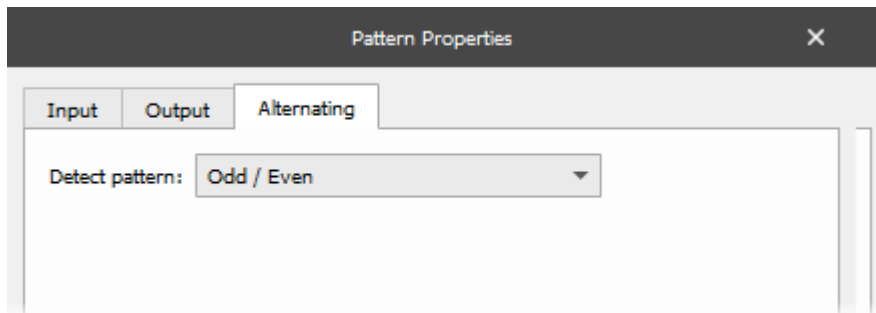 Pattern Properties
Input Output Alternating
Detect pattern: Odd / Even